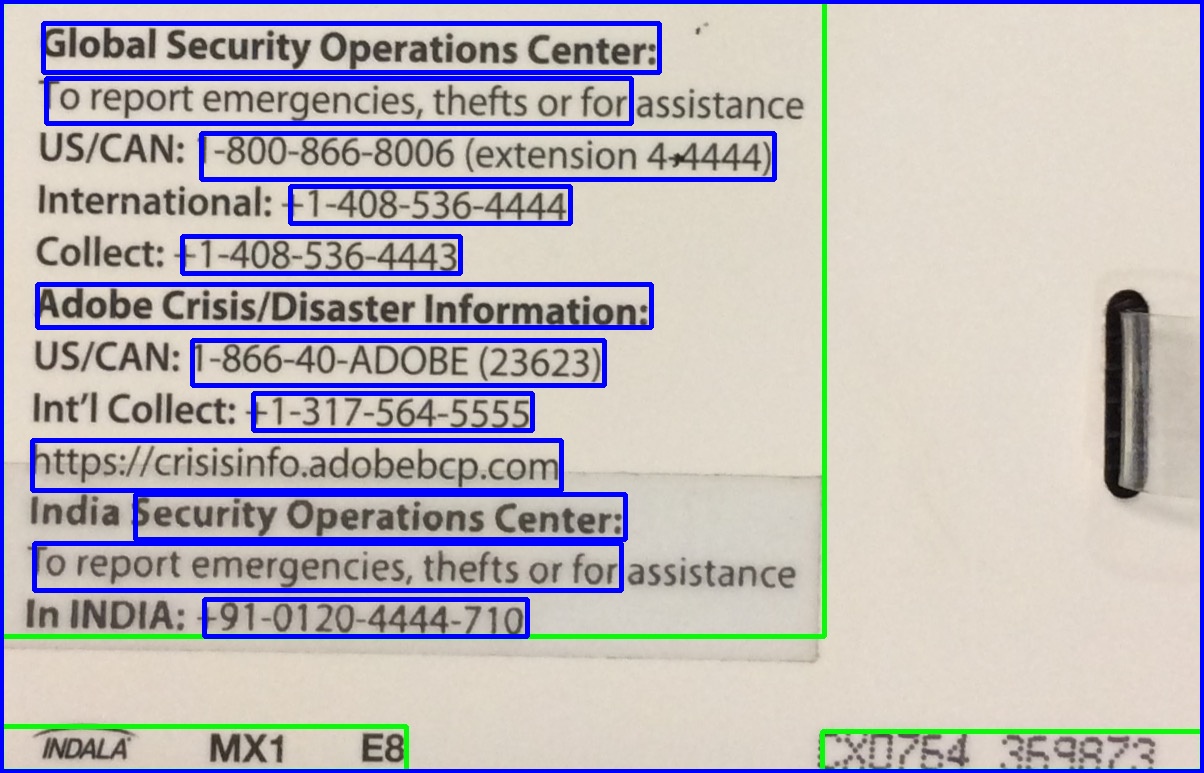 Global Security Operations Center:
To report emergencies, thefts or for assistance
US/CAN: 1-800-866-8006 (extension 4-4444)
International: +1-408-536-4444
Collect: +1-408-536-4443
Adobe Crisis/Disaster Information:
US/CAN: 1-866-40-ADOBE (23623)
Int'l Collect: +1-317-564-5555
https://crisisinfo.adobebcp.com
India Security Operations Center:
To report emergencies, thefts or for assistance
In INDIA: +91-0120-4444-710
INDALA MX1 E8 CX0764 369873